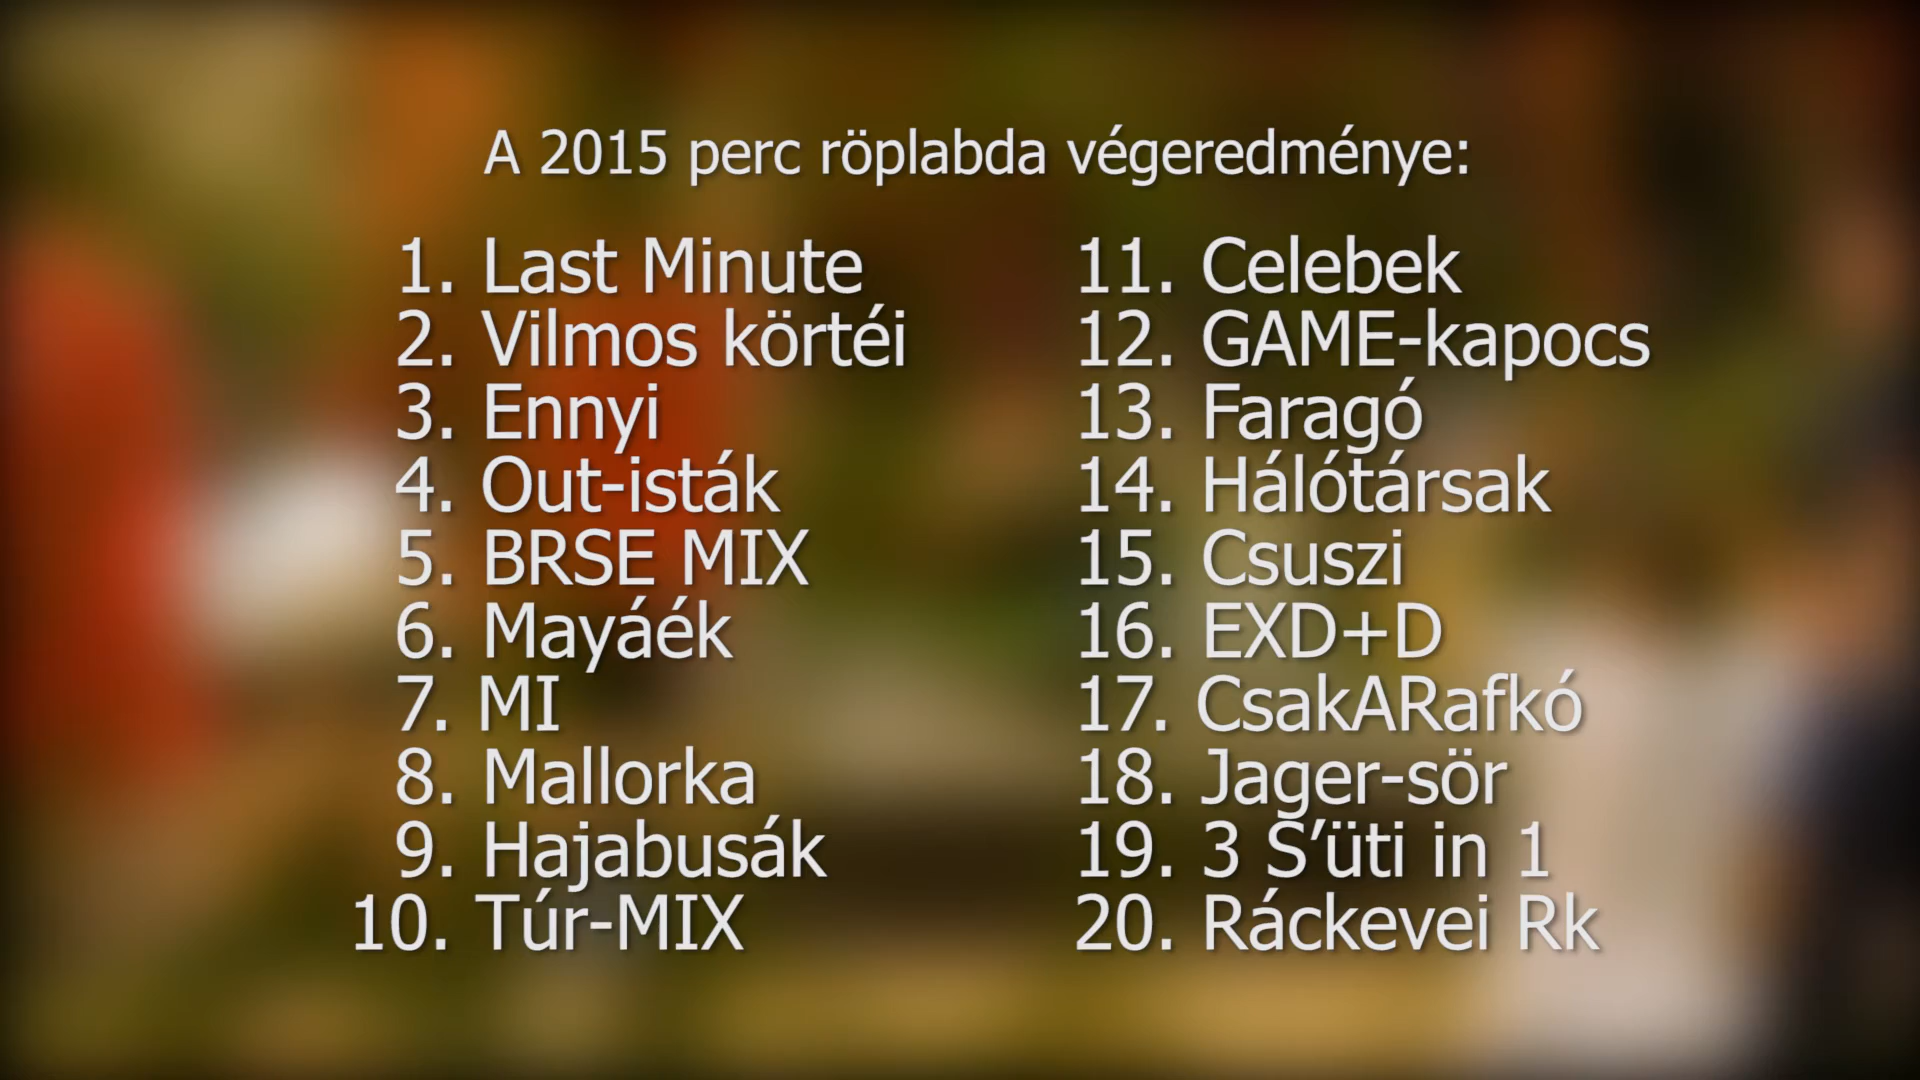 A 2015 perc röplabda végeredménye:
1. Last Minute
2. Vilmos körtéi
3. Ennyi
4. Out-isták
5. BRSE MIX
6. Mayáék
7. MI
8. Mallorka
9. Hajabusák
10. Túr-MIX
11. Celebek
12. GAME-kapocs
13. Faragó
14. Hálótársak
15. Csuszi
16. EXD+D
17. CsakARafkó
18. Jager-sör
19. 3 S’üti in 1
20. Ráckevei Rk